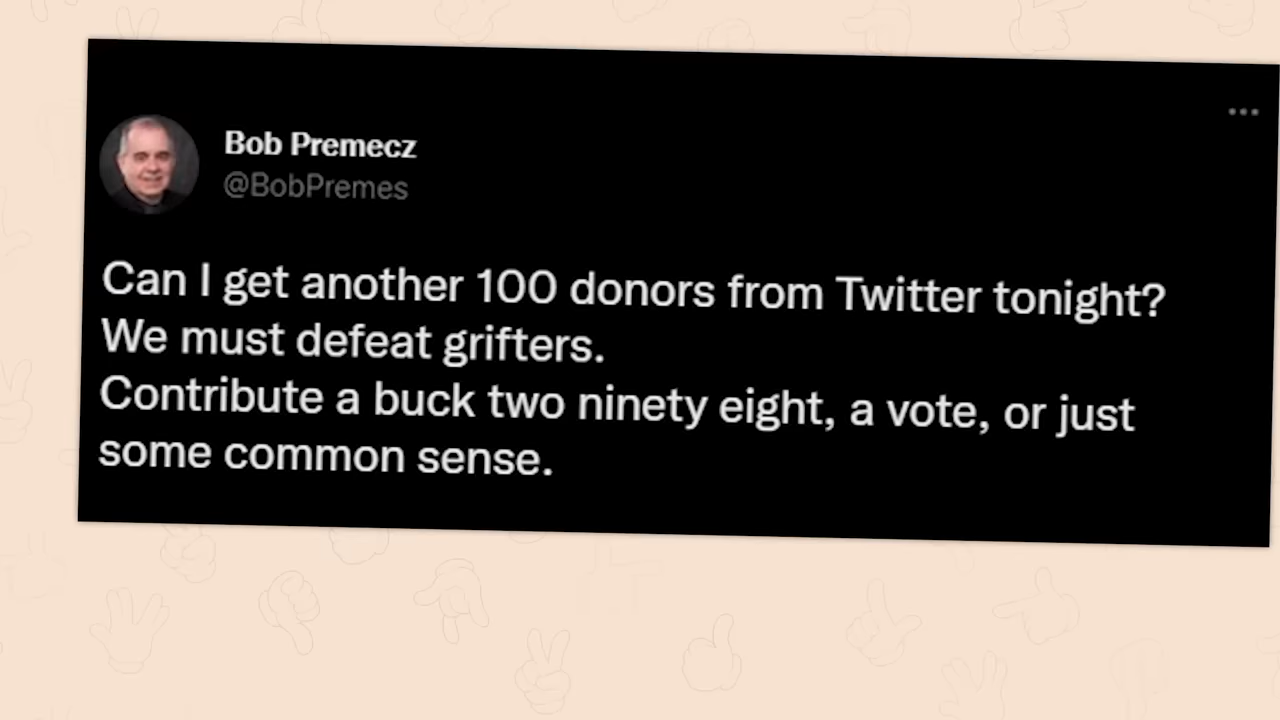 Bob Premecz
@BobPremes
Can I get another 100 donors from Twitter tonight?
We must defeat grifters.
Contribute a buck two ninety eight, a vote, or just
some common sense.